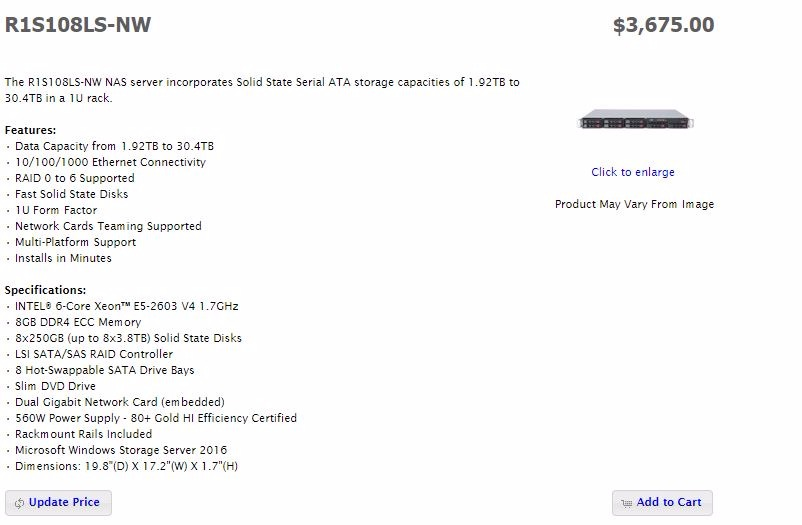 R1S108LS-NW
$3,675.00
The R1S108LS-NW NAS server incorporates Solid State Serial ATA storage capacities of 1.92TB to
30.4TB in a 1U rack.
Features:
· Data Capacity from 1.92TB to 30.4TB
· 10/100/1000 Ethernet Connectivity
· RAID 0 to 6 Supported
· Fast Solid State Disks
· 1U Form Factor
· Network Cards Teaming Supported
· Multi-Platform Support
· Installs in Minutes
Click to enlarge
Product May Vary From Image
Specifications:
· INTEL® 6-Core Xeon™ E5-2603 V4 1.7GHz
· 8GB DDR4 ECC Memory
· 8x250GB (up to 8x3.8TB) Solid State Disks
· LSI SATA/SAS RAID Controller
· 8 Hot-Swappable SATA Drive Bays
· Slim DVD Drive
· Dual Gigabit Network Card (embedded)
· 560W Power Supply - 80+ Gold HI Efficiency Certified
· Rackmount Rails Included
· Microsoft Windows Storage Server 2016
· Dimensions: 19.8"(D) X 17.2"(W) X 1.7"(H)
Update Price
Add to Cart